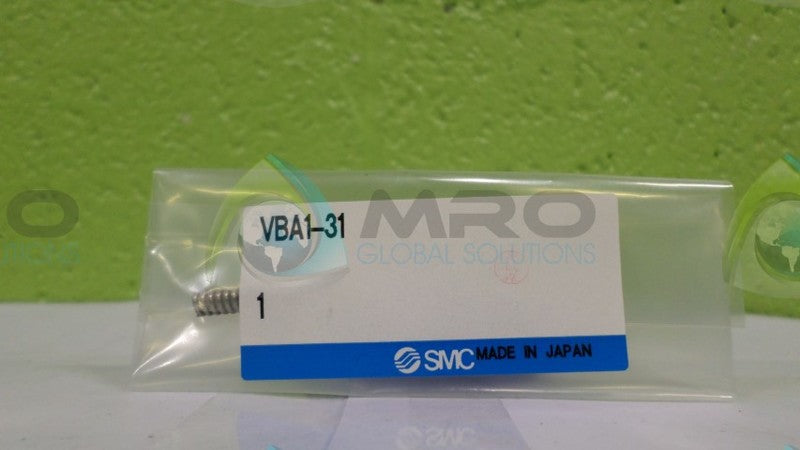 MRO
GLOBAL SOLUTIONS
VBA1-31
1
SMC MADE IN JAPAN